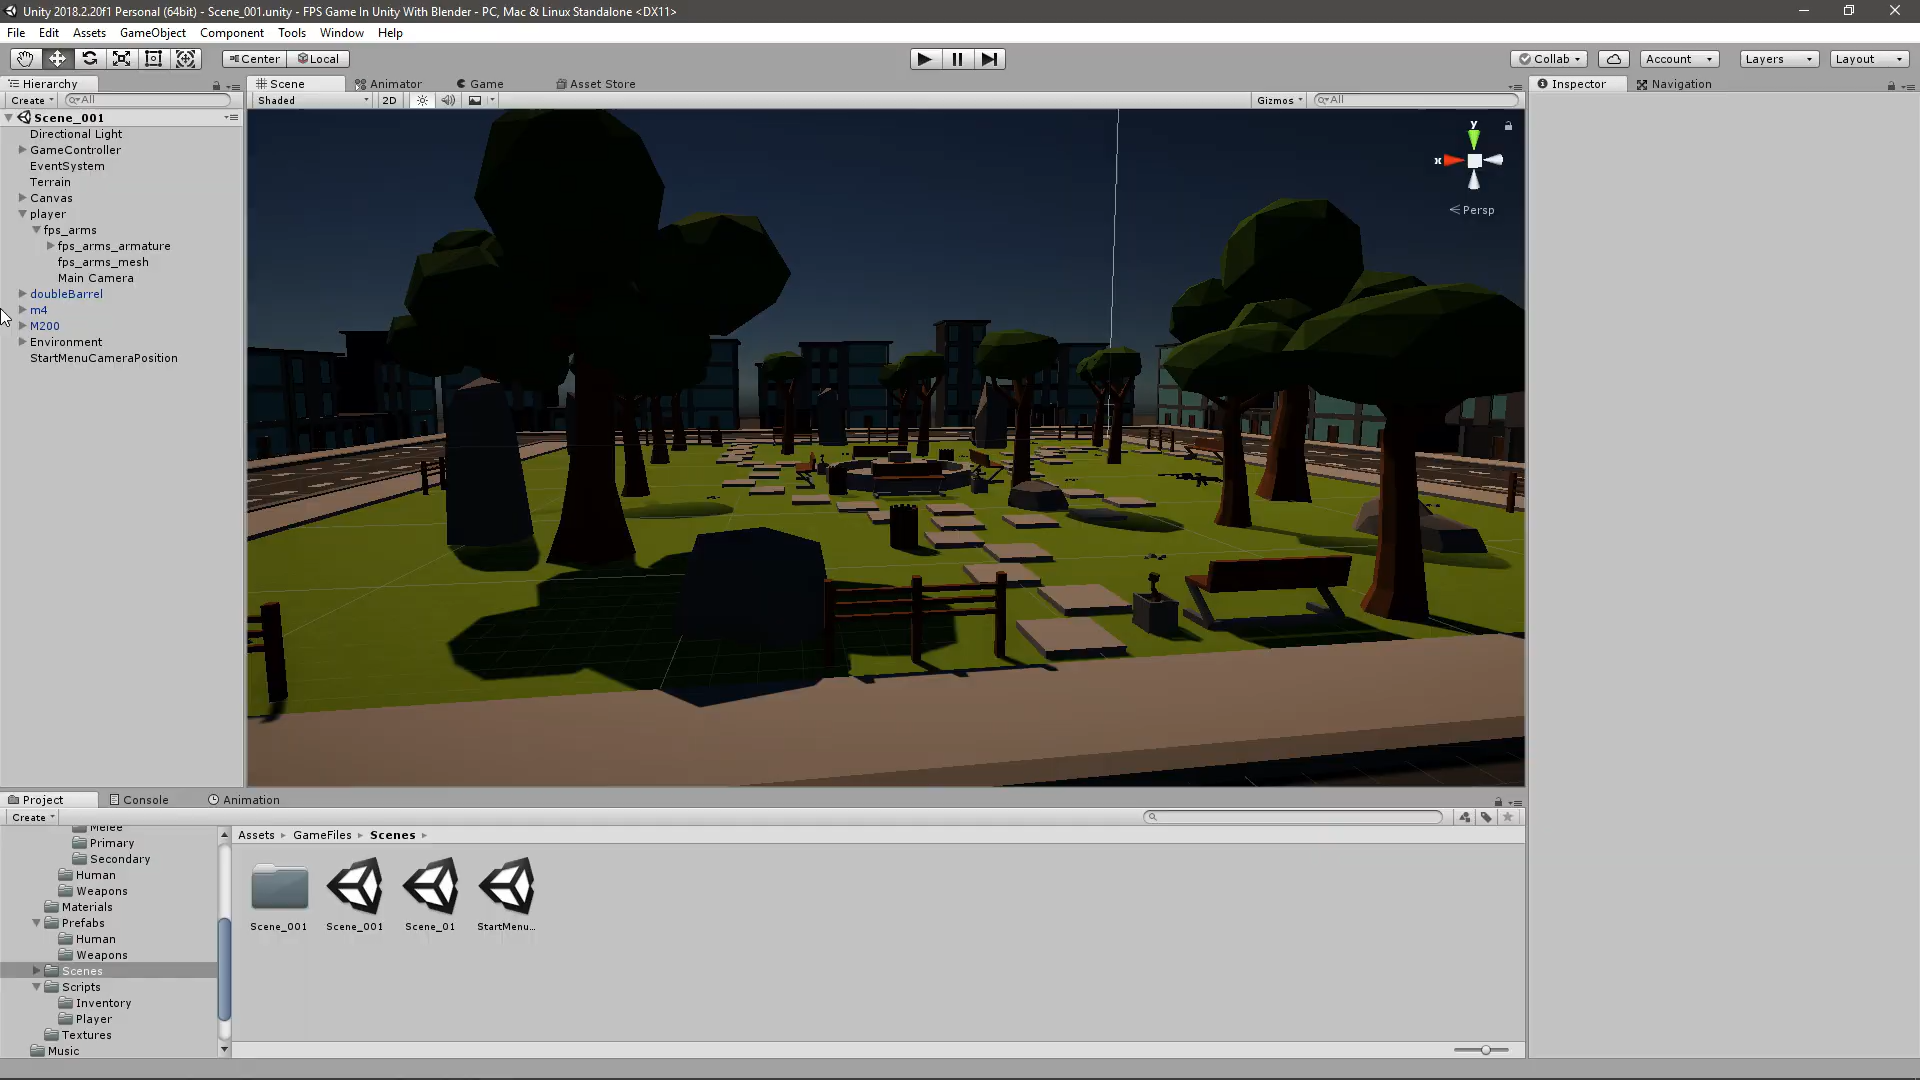 Unity 2018.2.20f1 Personal (64bit) - Scene_001.unity - FPS Game In Unity With Blender - PC, Mac & Linux Standalone <DX11>
File Edit Assets GameObject Component Tools Window Help
Center Local Collab Account Layers Layout
Hierarchy Scene Animator Game Asset Store Inspector Navigation
Create All Shaded 2D Gizmos All
Scene_001
Directional Light
GameController
EventSystem
Terrain
Canvas
player
fps_arms
fps_arms_armature
fps_arms_mesh
Main Camera
doubleBarrel
m4
M200
Environment
StartMenuCameraPosition
y
x
Persp
Project Console Animation
Create
Melee
Primary
Secondary
Human
Weapons
Materials
Prefabs
Human
Weapons
Scenes
Scripts
Inventory
Player
Textures
Music
Assets GameFiles Scenes
Scene_001 Scene_001 Scene_01 StartMenu...